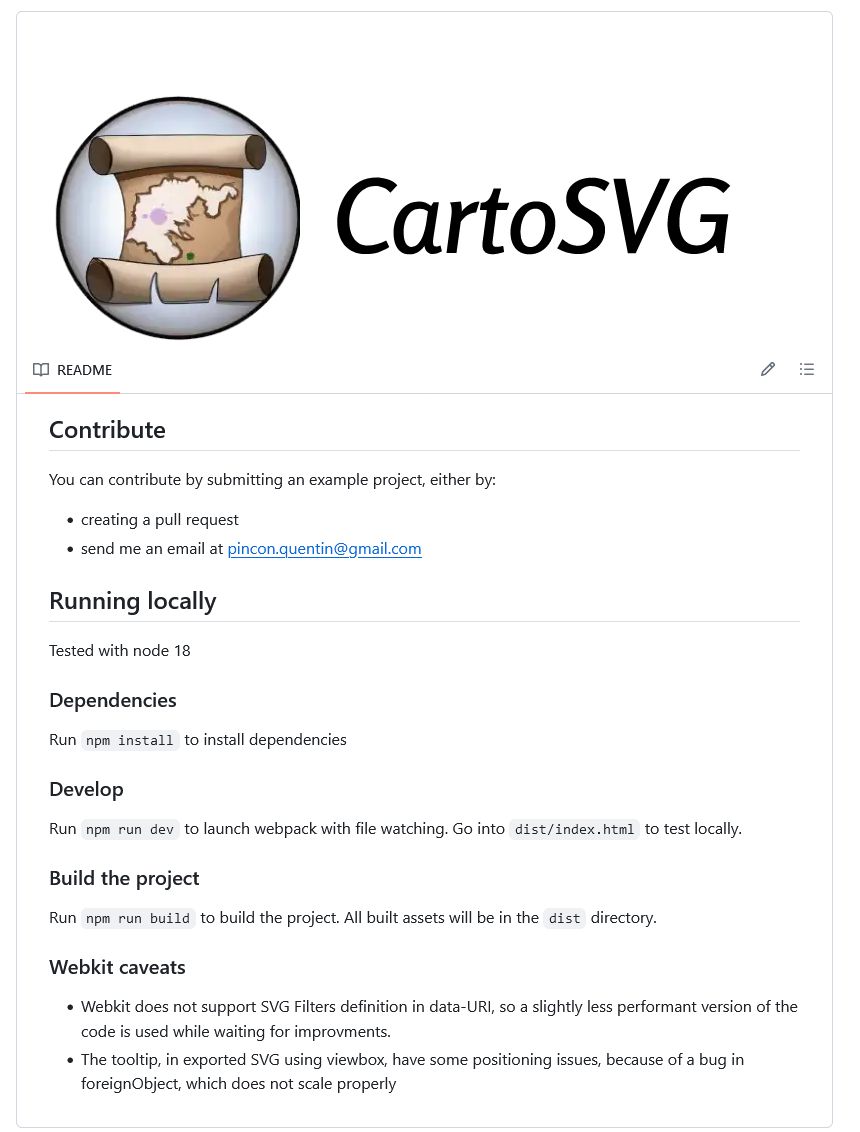 CartoSVG
README
Contribute
You can contribute by submitting an example project, either by:
• creating a pull request
• send me an email at pincon.quentin@gmail.com
Running locally
Tested with node 18
Dependencies
Run npm install to install dependencies
Develop
Run npm run dev to launch webpack with file watching. Go into dist/index.html to test locally.
Build the project
Run npm run build to build the project. All built assets will be in the dist directory.
Webkit caveats
• Webkit does not support SVG Filters definition in data-URI, so a slightly less performant version of the
code is used while waiting for improvments.
• The tooltip, in exported SVG using viewbox, have some positioning issues, because of a bug in
foreignObject, which does not scale properly